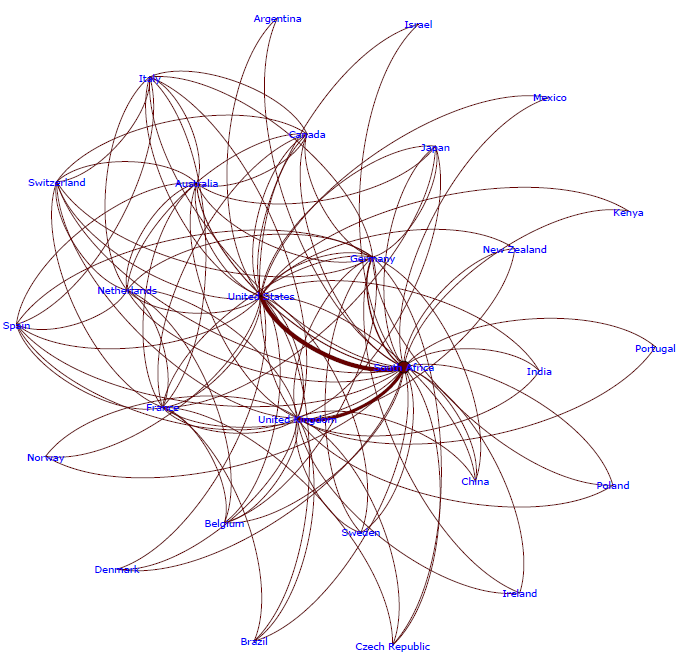 Argentina
Israel
Italy
Mexico
Canada
Japan
Switzerland
Australia
Kenya
New Zealand
Germany
Netherlands
United States
Spain
Portugal
South Africa
India
France
United Kingdom
Norway
China
Poland
Belgium
Sweden
Denmark
Ireland
Brazil
Czech Republic